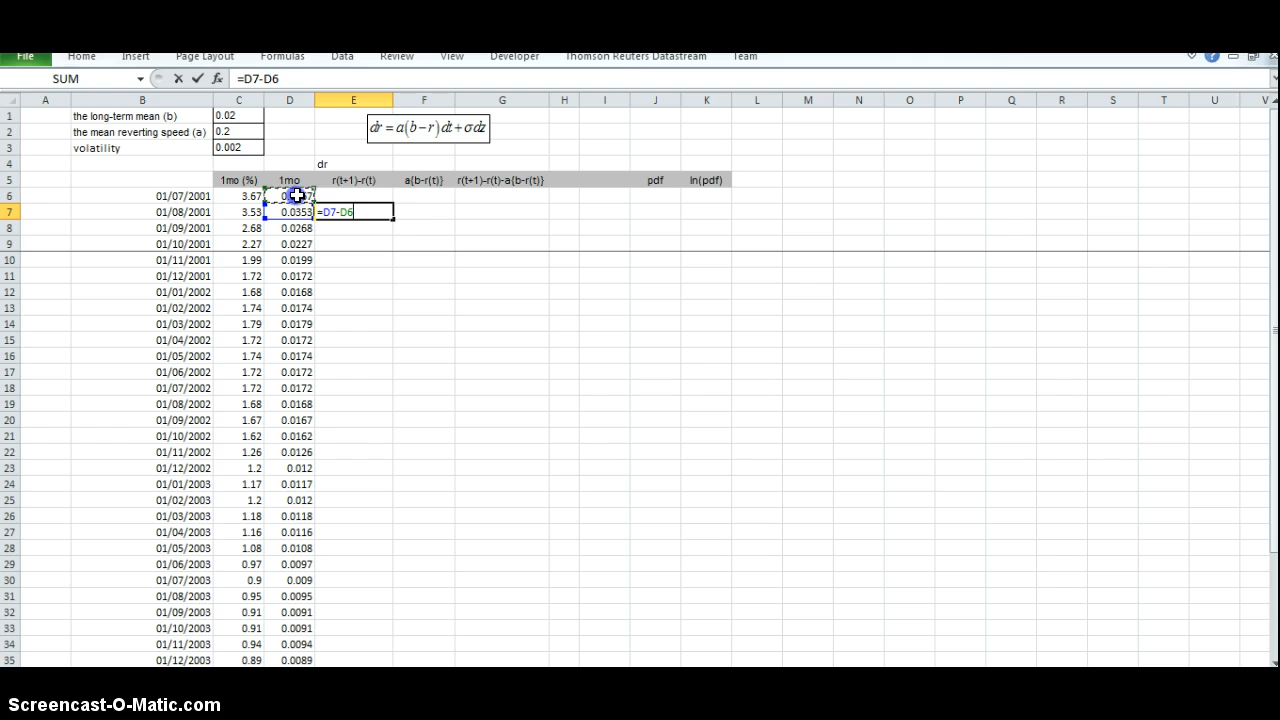 File Home Insert Page Layout Formulas Data Review View Developer Thomson Reuters Datastream Team
SUM fx =D7-D6
A B C D E F G H I J K L M N O P Q R S T U V
1 the long-term mean (b) 0.02
2 the mean reverting speed (a) 0.2
3 volatility 0.002
dr = a(b−r)dt+σdz
4 dr
5 1mo (%) 1mo r(t+1)-r(t) a{b-r(t)} r(t+1)-r(t)-a{b-r(t)} pdf ln(pdf)
6 01/07/2001 3.67
7 01/08/2001 3.53 0.0353 =D7-D6
8 01/09/2001 2.68 0.0268
9 01/10/2001 2.27 0.0227
10 01/11/2001 1.99 0.0199
11 01/12/2001 1.72 0.0172
12 01/01/2002 1.68 0.0168
13 01/02/2002 1.74 0.0174
14 01/03/2002 1.79 0.0179
15 01/04/2002 1.72 0.0172
16 01/05/2002 1.74 0.0174
17 01/06/2002 1.72 0.0172
18 01/07/2002 1.72 0.0172
19 01/08/2002 1.68 0.0168
20 01/09/2002 1.67 0.0167
21 01/10/2002 1.62 0.0162
22 01/11/2002 1.26 0.0126
23 01/12/2002 1.2 0.012
24 01/01/2003 1.17 0.0117
25 01/02/2003 1.2 0.012
26 01/03/2003 1.18 0.0118
27 01/04/2003 1.16 0.0116
28 01/05/2003 1.08 0.0108
29 01/06/2003 0.97 0.0097
30 01/07/2003 0.9 0.009
31 01/08/2003 0.95 0.0095
32 01/09/2003 0.91 0.0091
33 01/10/2003 0.91 0.0091
34 01/11/2003 0.94 0.0094
35 01/12/2003 0.89 0.0089
Screencast-O-Matic.com